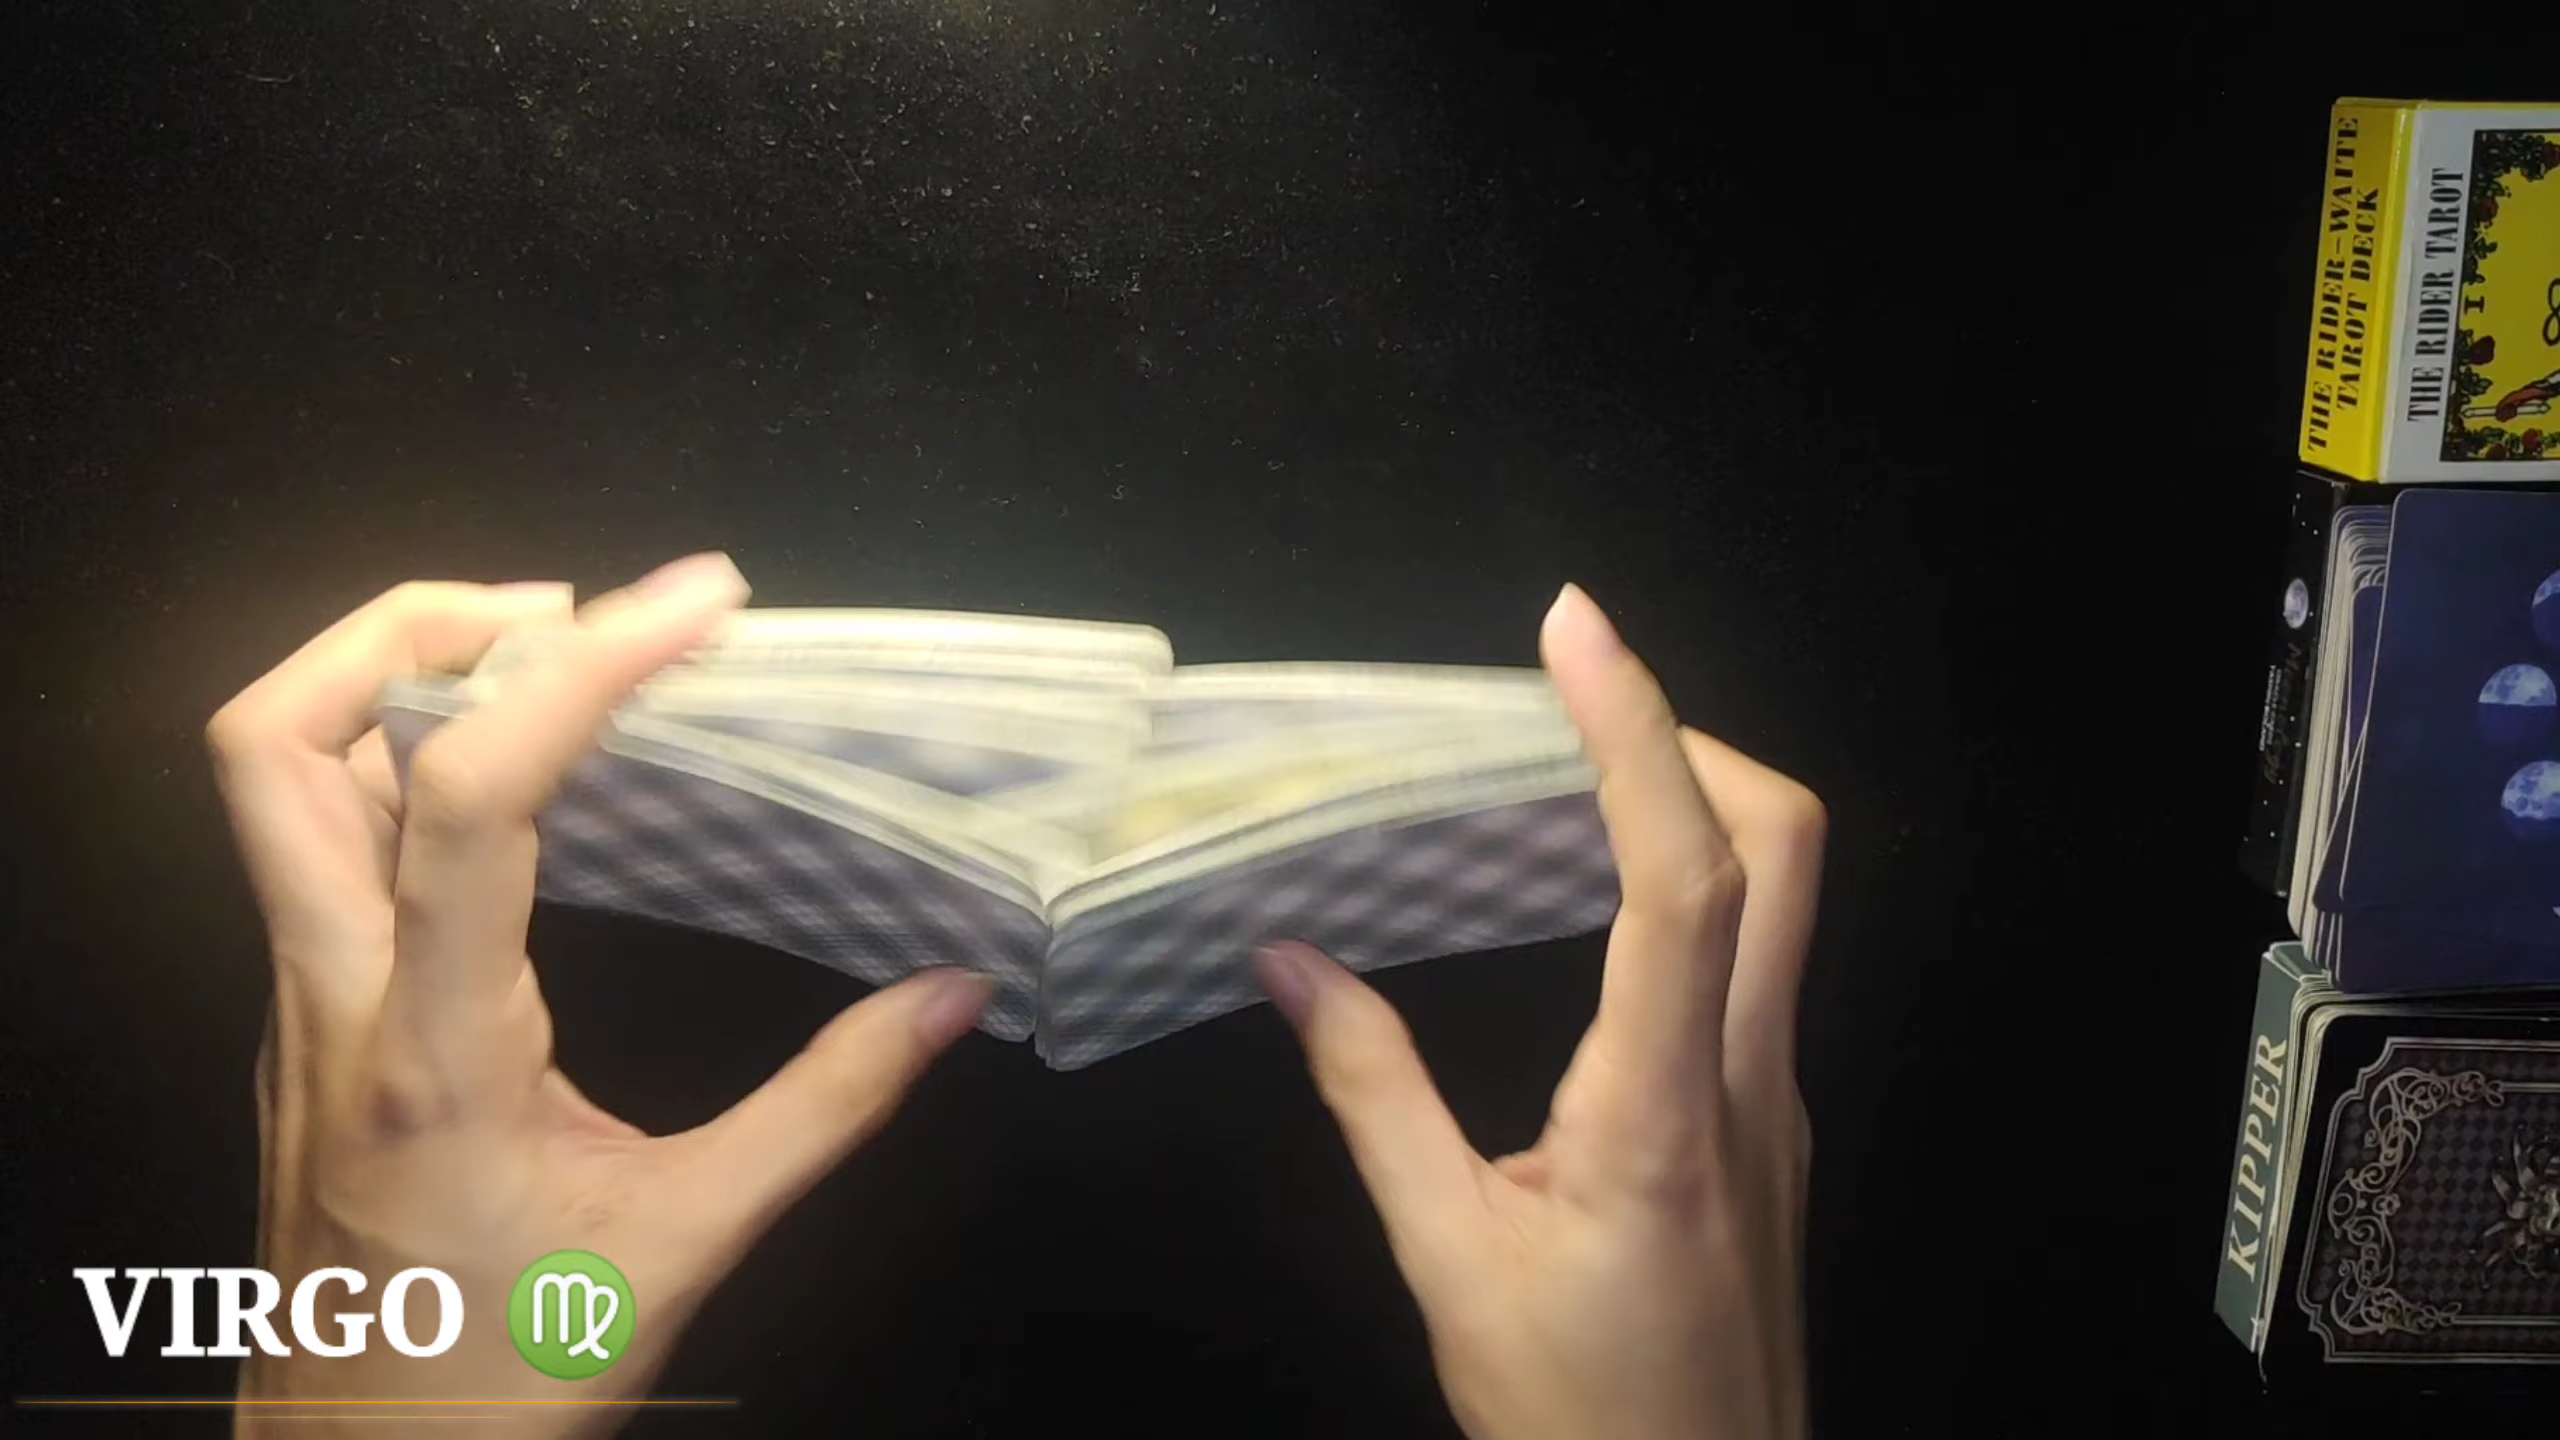 THE RIDER-WAITE
TAROT DECK
THE RIDER TAROT
I
KIPPER
VIRGO ♍